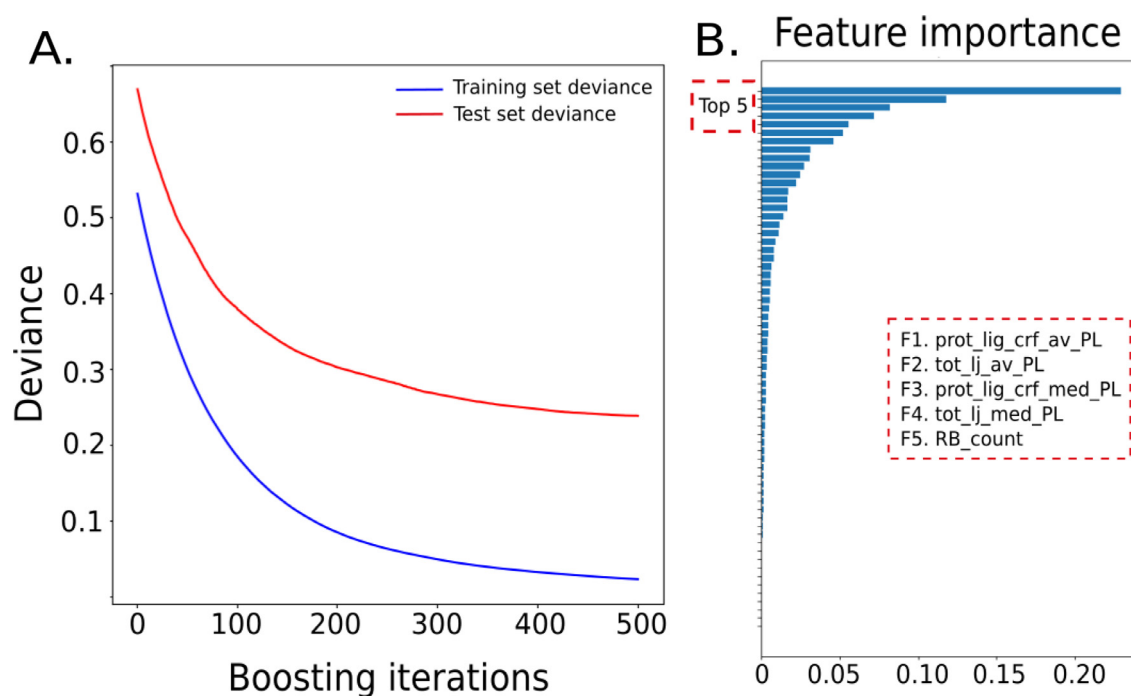 A.
Training set deviance
Test set deviance
Deviance
0.6
0.5
0.4
0.3
0.2
0.1
0 100 200 300 400 500
Boosting iterations
B.
Feature importance
Top 5
F1. prot_lig_crf_av_PL
F2. tot_lj_av_PL
F3. prot_lig_crf_med_PL
F4. tot_lj_med_PL
F5. RB_count
0 0.05 0.10 0.15 0.20